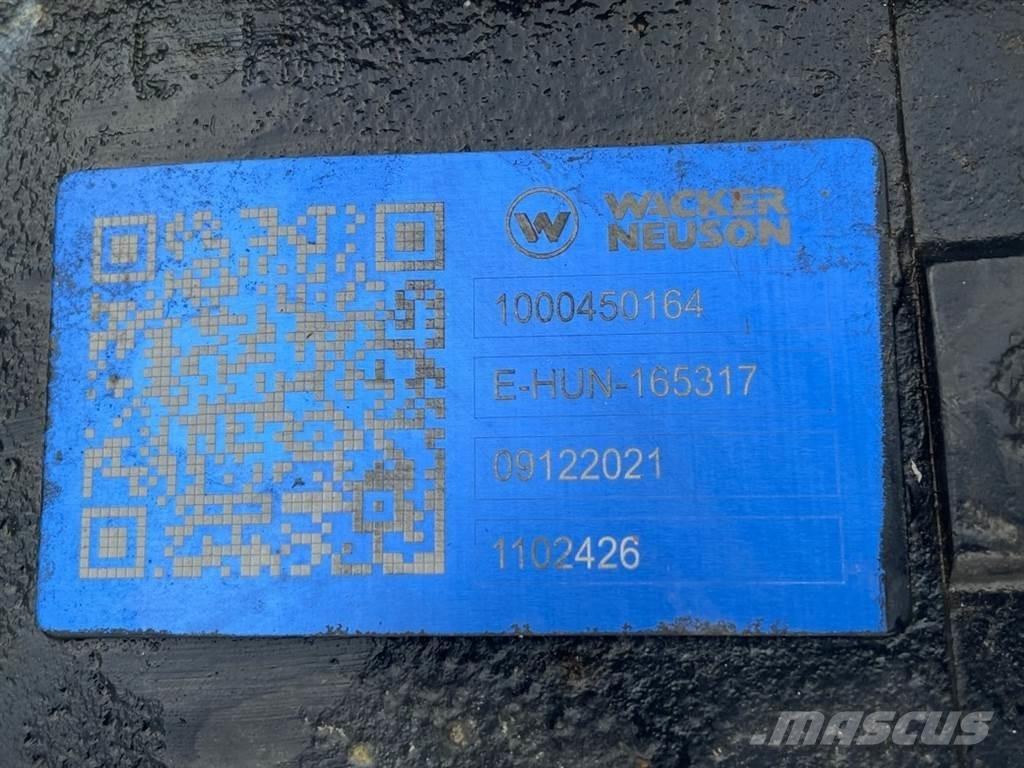 W
WACKER
NEUSON
1000450164
E-HUN-165317
09122021
1102426
MASCUS